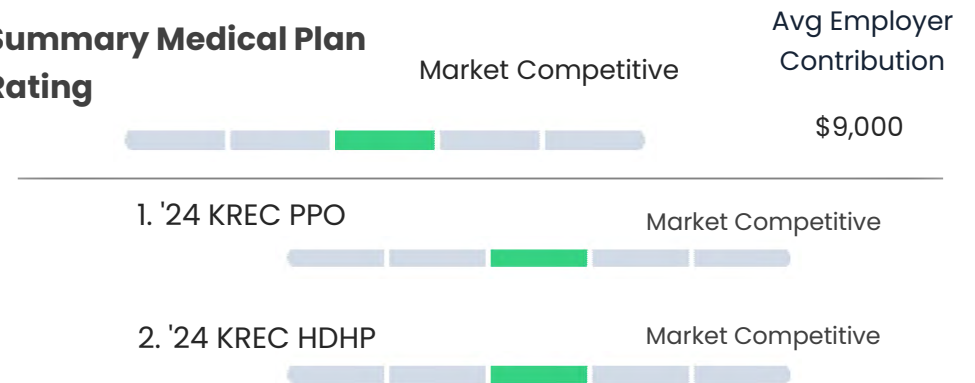 Summary Medical Plan
Rating
Market Competitive
Avg Employer
Contribution
$9,000
1. '24 KREC PPO
Market Competitive
2. '24 KREC HDHP
Market Competitive